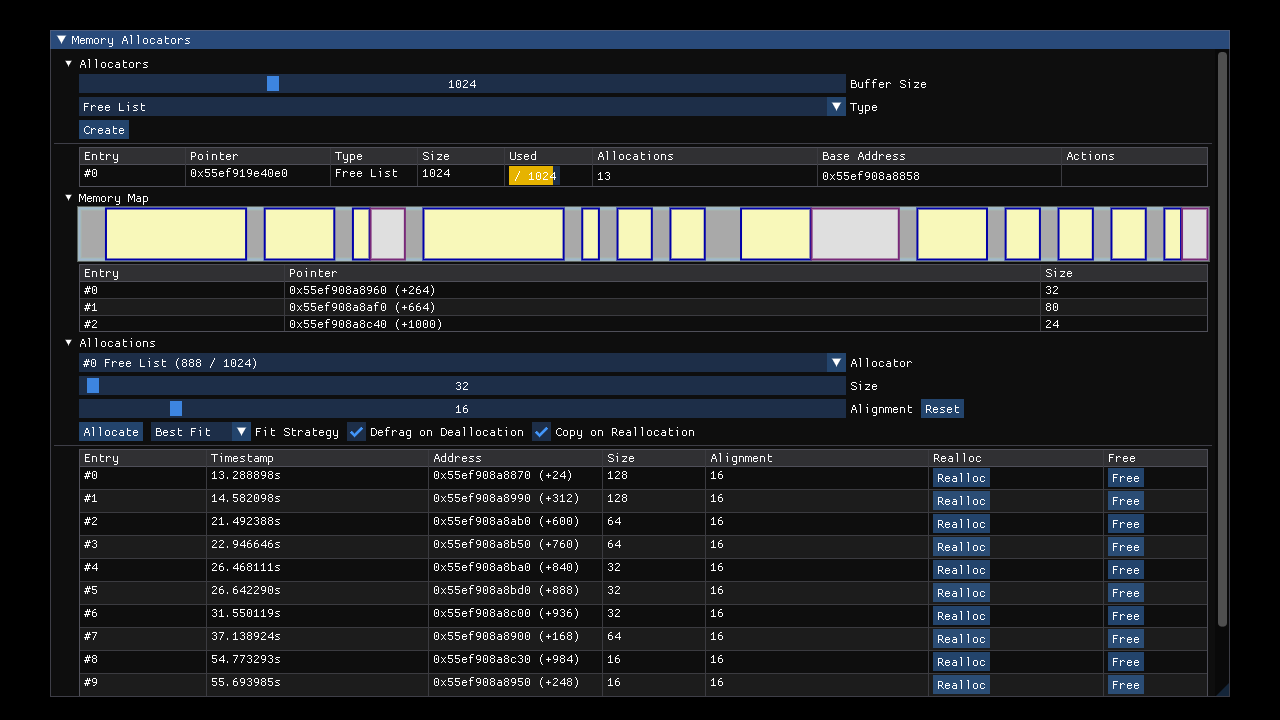 Memory Allocators
Allocators
1024 Buffer Size
Free List Type
Create
Entry Pointer Type Size Used Allocations Base Address Actions
#0 0x55ef919e40e0 Free List 1024 / 1024 13 0x55ef908a8858
Memory Map
Entry Pointer Size
#0 0x55ef908a8960 (+264) 32
#1 0x55ef908a8af0 (+664) 80
#2 0x55ef908a8c40 (+1000) 24
Allocations
#0 Free List (888 / 1024) Allocator
32 Size
16 Alignment Reset
Allocate Best Fit Fit Strategy Defrag on Deallocation Copy on Reallocation
Entry Timestamp Address Size Alignment Realloc Free
#0 13.288898s 0x55ef908a8870 (+24) 128 16 Realloc Free
#1 14.582098s 0x55ef908a8990 (+312) 128 16 Realloc Free
#2 21.492388s 0x55ef908a8ab0 (+600) 64 16 Realloc Free
#3 22.946646s 0x55ef908a8b50 (+760) 64 16 Realloc Free
#4 26.468111s 0x55ef908a8ba0 (+840) 32 16 Realloc Free
#5 26.642290s 0x55ef908a8bd0 (+888) 32 16 Realloc Free
#6 31.550119s 0x55ef908a8c00 (+936) 32 16 Realloc Free
#7 37.138924s 0x55ef908a8900 (+168) 64 16 Realloc Free
#8 54.773293s 0x55ef908a8c30 (+984) 16 16 Realloc Free
#9 55.693985s 0x55ef908a8950 (+248) 16 16 Realloc Free